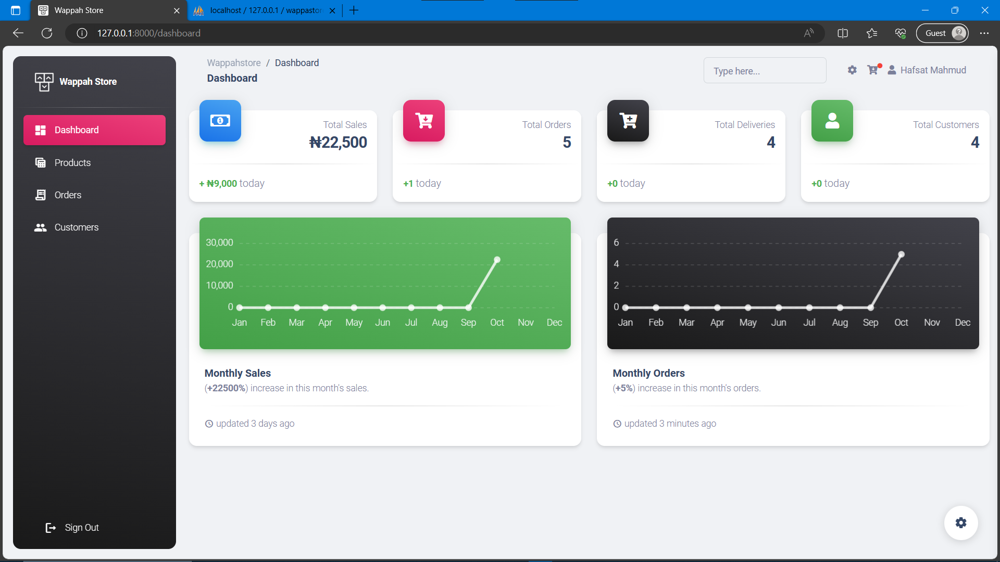 Wappah Store
localhost / 127.0.0.1 / wappastor
127.0.0.1:8000/dashboard
Guest
Wappah Store
Dashboard
Products
Orders
Customers
Sign Out
Wappahstore / Dashboard
Dashboard
Type here...
Hafsat Mahmud
Total Sales
₦22,500
+ ₦9,000 today
Total Orders
5
+1 today
Total Deliveries
4
+0 today
Total Customers
4
+0 today
30,000
20,000
10,000
0
Jan Feb Mar Apr May Jun Jul Aug Sep Oct Nov Dec
Monthly Sales
(+22500%) increase in this month's sales.
updated 3 days ago
6
4
2
0
Jan Feb Mar Apr May Jun Jul Aug Sep Oct Nov Dec
Monthly Orders
(+5%) increase in this month's orders.
updated 3 minutes ago